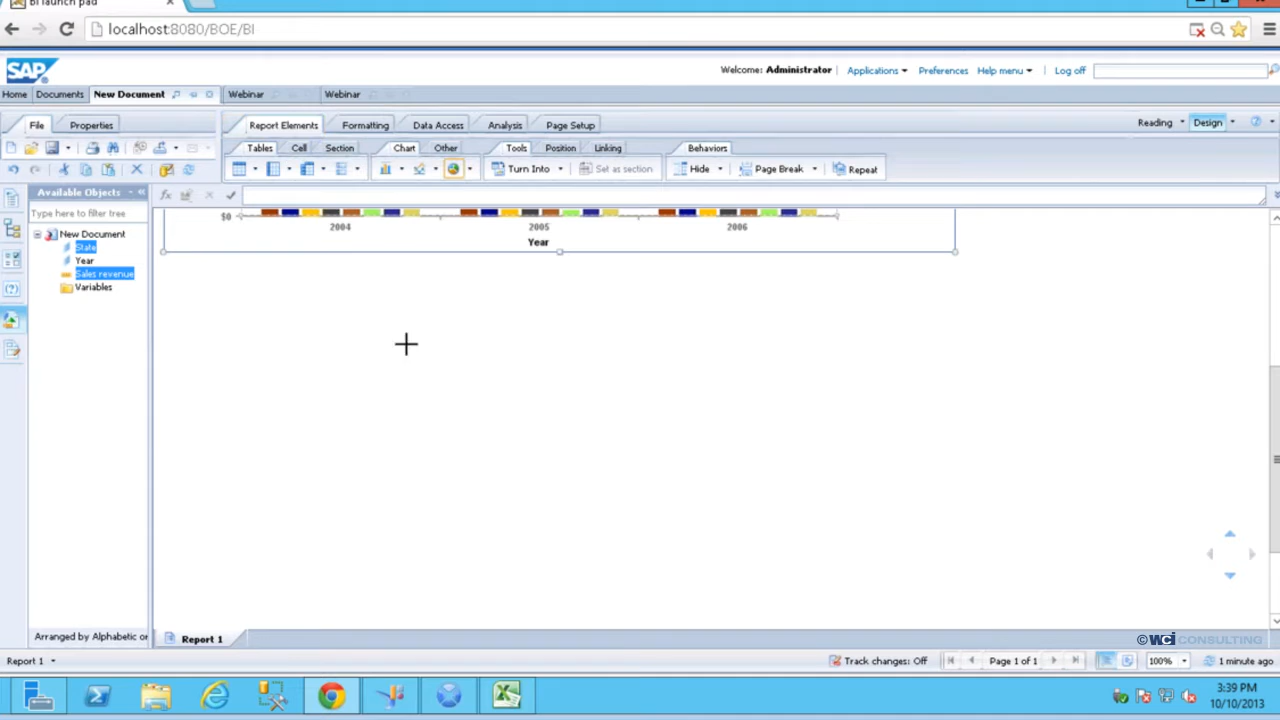 BI launch pad
localhost:8080/BOE/BI
SAP
Welcome: Administrator
Applications
Preferences
Help menu
Log off
Home
Documents
New Document
Webinar
Webinar
File
Properties
Report Elements
Formatting
Data Access
Analysis
Page Setup
Reading
Design
Tables
Cell
Section
Chart
Other
Tools
Position
Linking
Behaviors
Turn Into
Set as section
Hide
Page Break
Repeat
Available Objects
Type here to filter tree
New Document
State
Year
Sales revenue
Variables
$0
2004
2005
2006
Year
Arranged by Alphabetic or
Report 1
© WCI CONSULTING
Report 1
Track changes: Off
Page 1 of 1
100%
1 minute ago
3:39 PM
10/10/2013